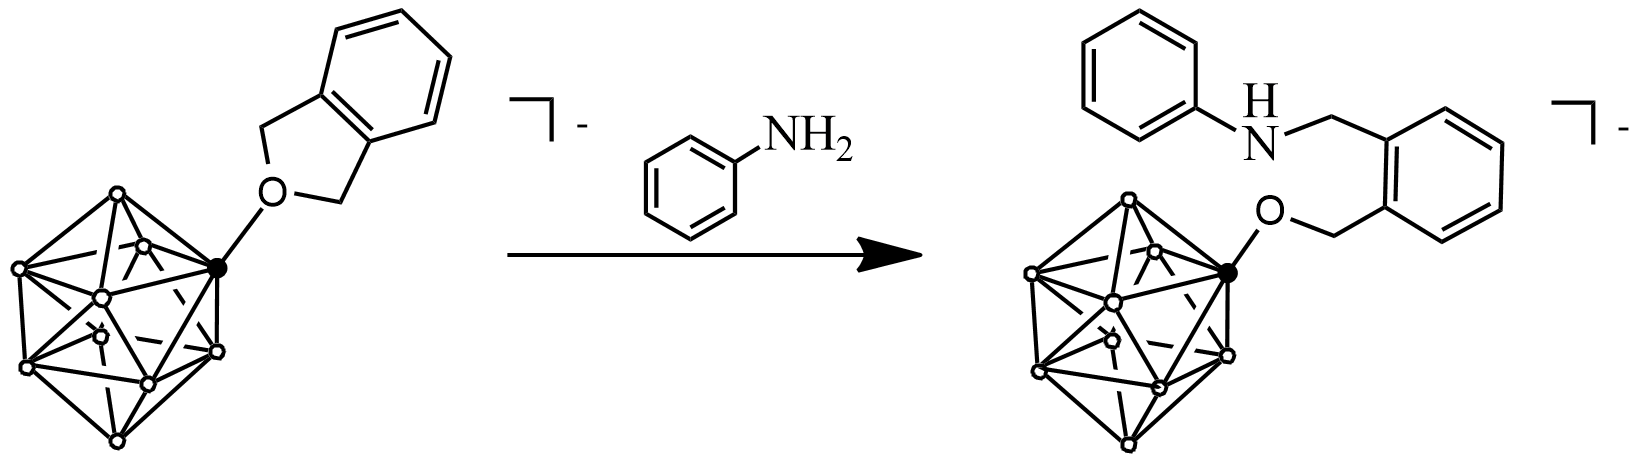 O
]-
NH₂
H
N
O
]-